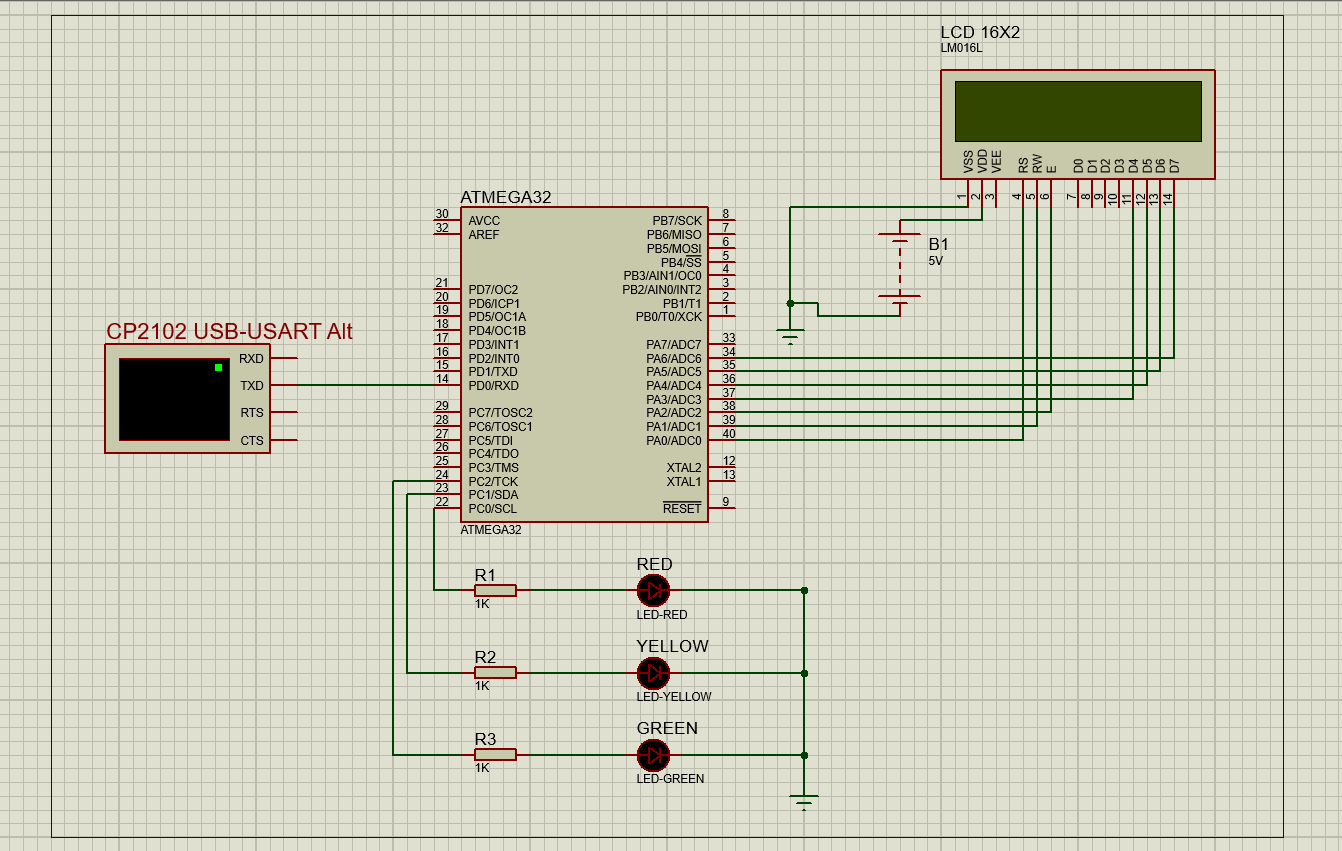 LCD 16X2
LM016L
VSS
VDD
VEE
RS
RW
E
D0
D1
D2
D3
D4
D5
D6
D7
1
2
3
4
5
6
7
8
9
10
11
12
13
14
B1
5V
ATMEGA32
30 AVCC PB7/SCK 8
32 AREF PB6/MISO 7
PB5/MOSI 6
PB4/SS 5
PB3/AIN1/OC0 4
21 PD7/OC2 PB2/AIN0/INT2 3
20 PD6/ICP1 PB1/T1 2
19 PD5/OC1A PB0/T0/XCK 1
18 PD4/OC1B
17 PD3/INT1 PA7/ADC7 33
16 PD2/INT0 PA6/ADC6 34
15 PD1/TXD PA5/ADC5 35
14 PD0/RXD PA4/ADC4 36
PA3/ADC3 37
29 PC7/TOSC2 PA2/ADC2 38
28 PC6/TOSC1 PA1/ADC1 39
27 PC5/TDI PA0/ADC0 40
26 PC4/TDO
25 PC3/TMS XTAL2 12
24 PC2/TCK XTAL1 13
23 PC1/SDA
22 PC0/SCL RESET 9
ATMEGA32
CP2102 USB-USART Alt
RXD
TXD
RTS
CTS
R1
1K
RED
LED-RED
R2
1K
YELLOW
LED-YELLOW
R3
1K
GREEN
LED-GREEN